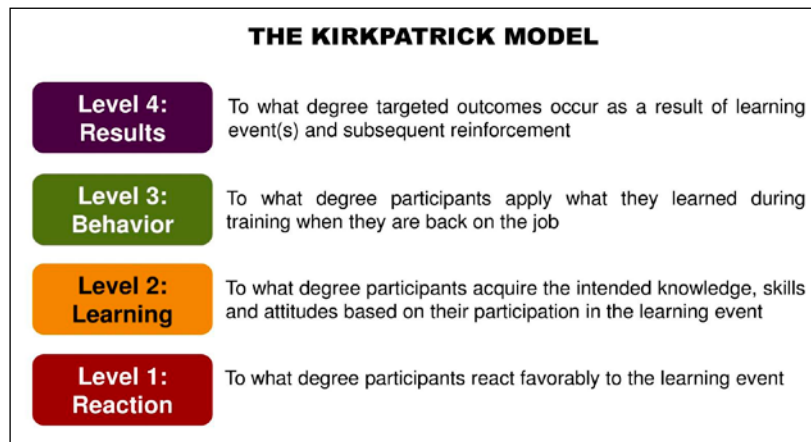 THE KIRKPATRICK MODEL
Level 4:
Results
To what degree targeted outcomes occur as a result of learning
event(s) and subsequent reinforcement
Level 3:
Behavior
To what degree participants apply what they learned during
training when they are back on the job
Level 2:
Learning
To what degree participants acquire the intended knowledge, skills
and attitudes based on their participation in the learning event
Level 1:
Reaction
To what degree participants react favorably to the learning event